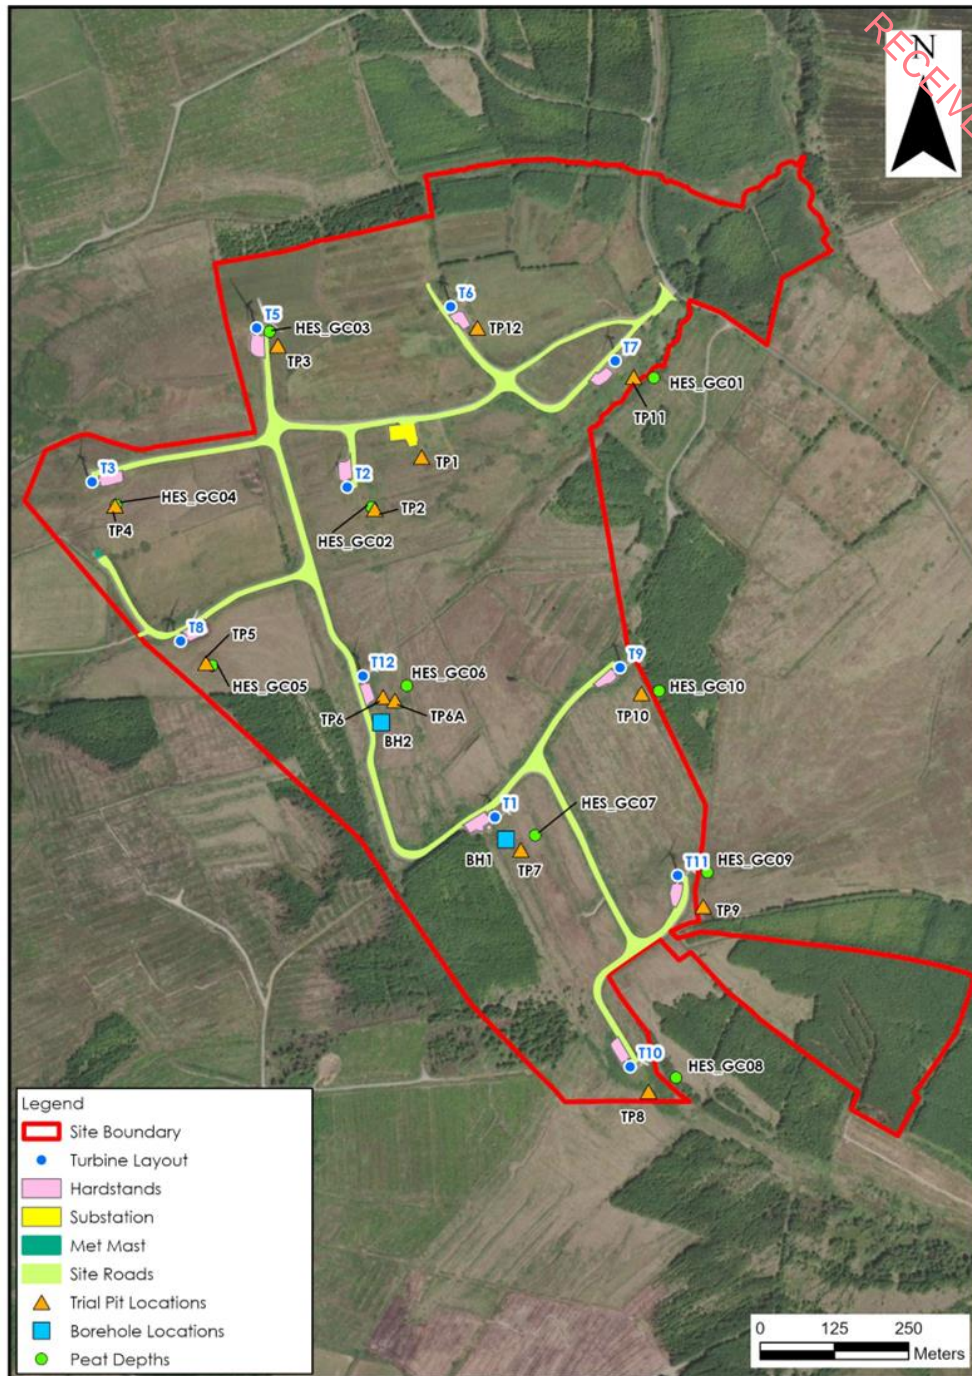 RECEIVE
N
T6
T5
HES_GC03
TP12
TP3
T7
HES_GC01
TP11
T3
T2
TP1
HES_GC04
TP4
TP2
HES_GC02
T8
TP5
HES_GC05
T12
HES_GC06
TP6
TP6A
BH2
T9
HES_GC10
TP10
T1
HES_GC07
BH1
TP7
T11
HES_GC09
TP9
T10
HES_GC08
TP8
Legend
Site Boundary
Turbine Layout
Hardstands
Substation
Met Mast
Site Roads
Trial Pit Locations
Borehole Locations
Peat Depths
0 125 250
Meters